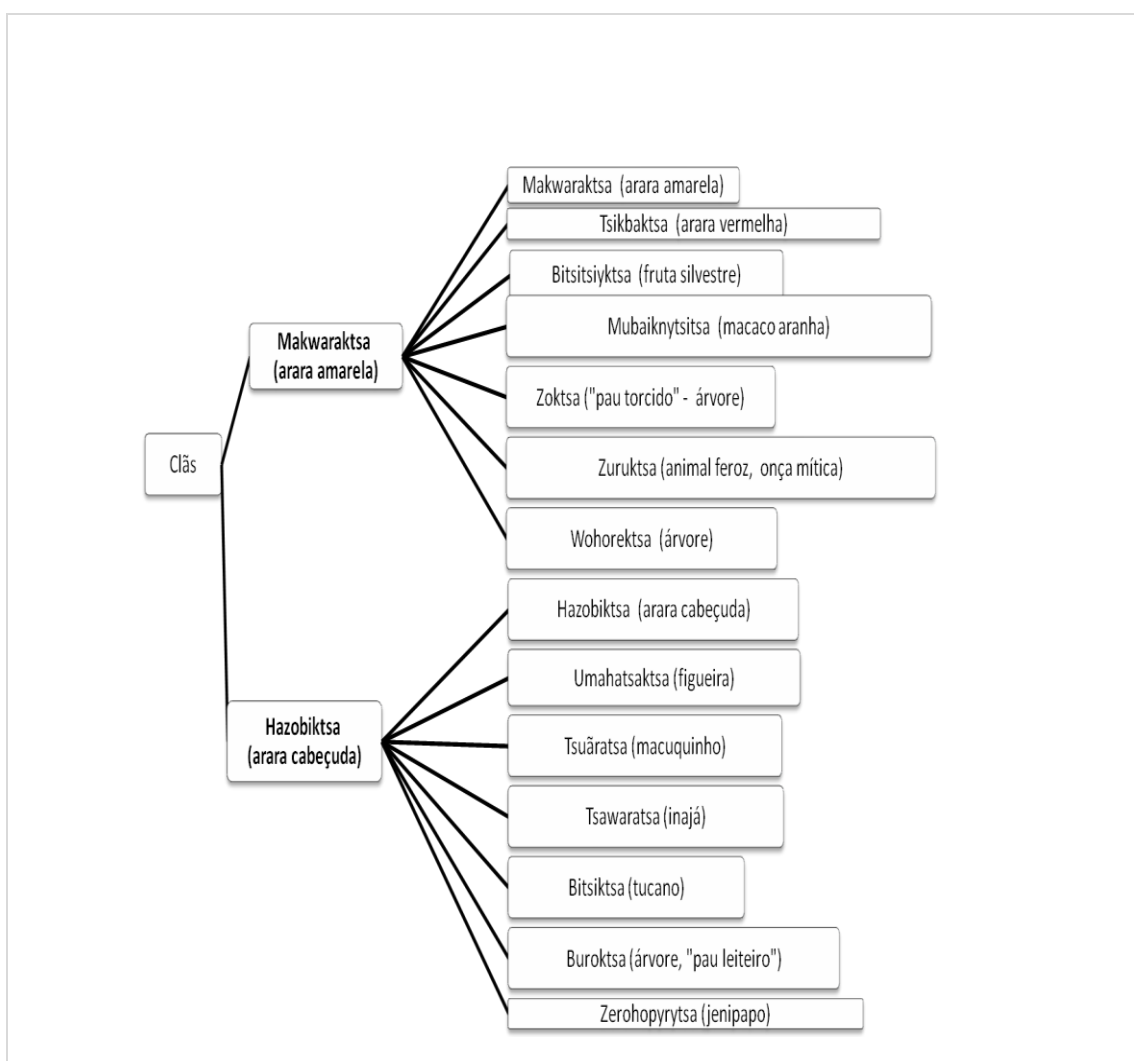 Clãs
Makwaraktsa
(arara amarela)
Makwaraktsa (arara amarela)
Tsikbaktsa (arara vermelha)
Bitsitsiyktsa (fruta silvestre)
Mubaiknytsitsa (macaco aranha)
Zoktsa ("pau torcido" - árvore)
Zuruktsa (animal feroz, onça mítica)
Wohorektsa (árvore)
Hazobiktsa
(arara cabeçuda)
Hazobiktsa (arara cabeçuda)
Umahatsaktsa (figueira)
Tsuãratsa (macuquinho)
Tsawaratsa (inajá)
Bitsiktsa (tucano)
Buroktsa (árvore, "pau leiteiro")
Zerohopyrytsa (jenipapo)